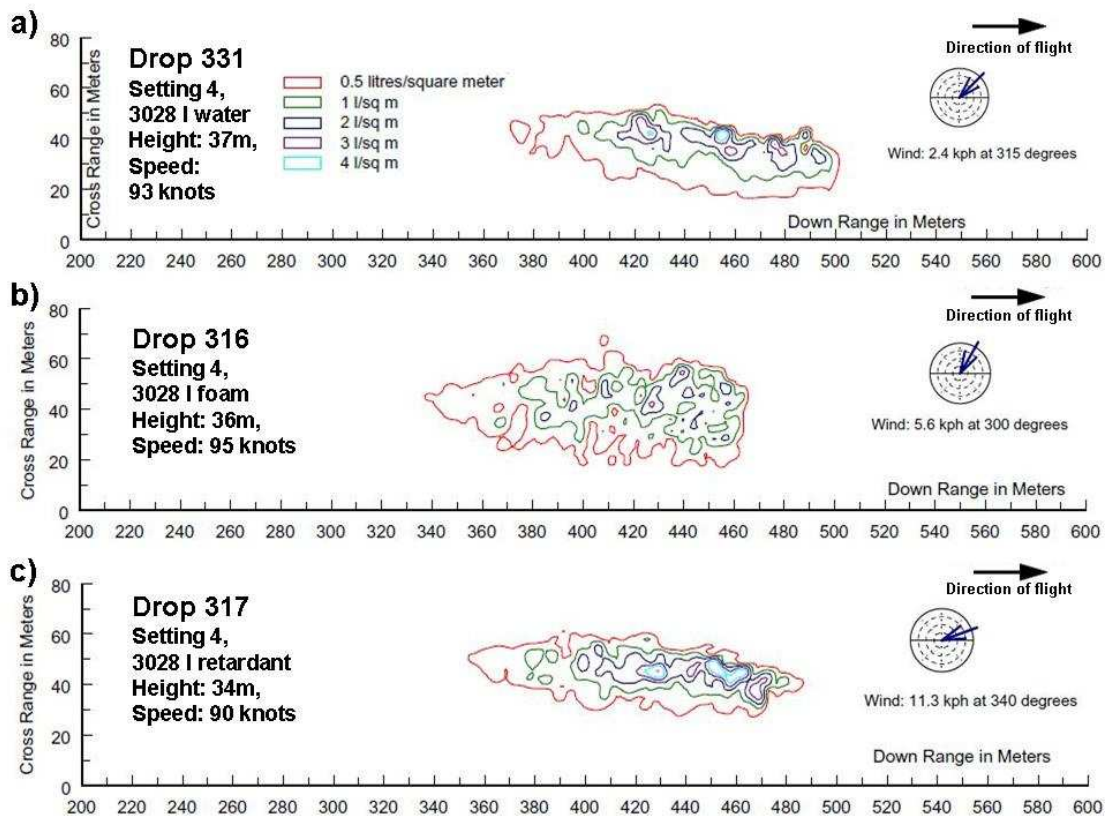 a)
Cross Range in Meters
80
60
40
20
0
Drop 331
Setting 4,
3028 l water
Height: 37m,
Speed:
93 knots
0.5 litres/square meter
1 l/sq m
2 l/sq m
3 l/sq m
4 l/sq m
Direction of flight
Wind: 2.4 kph at 315 degrees
Down Range in Meters
200 220 240 260 280 300 320 340 360 380 400 420 440 460 480 500 520 540 560 580 600
b)
Cross Range in Meters
80
60
40
20
0
Drop 316
Setting 4,
3028 l foam
Height: 36m,
Speed: 95 knots
Direction of flight
Wind: 5.6 kph at 300 degrees
Down Range in Meters
200 220 240 260 280 300 320 340 360 380 400 420 440 460 480 500 520 540 560 580 600
c)
Cross Range in Meters
80
60
40
20
0
Drop 317
Setting 4,
3028 l retardant
Height: 34m,
Speed: 90 knots
Direction of flight
Wind: 11.3 kph at 340 degrees
Down Range in Meters
200 220 240 260 280 300 320 340 360 380 400 420 440 460 480 500 520 540 560 580 600